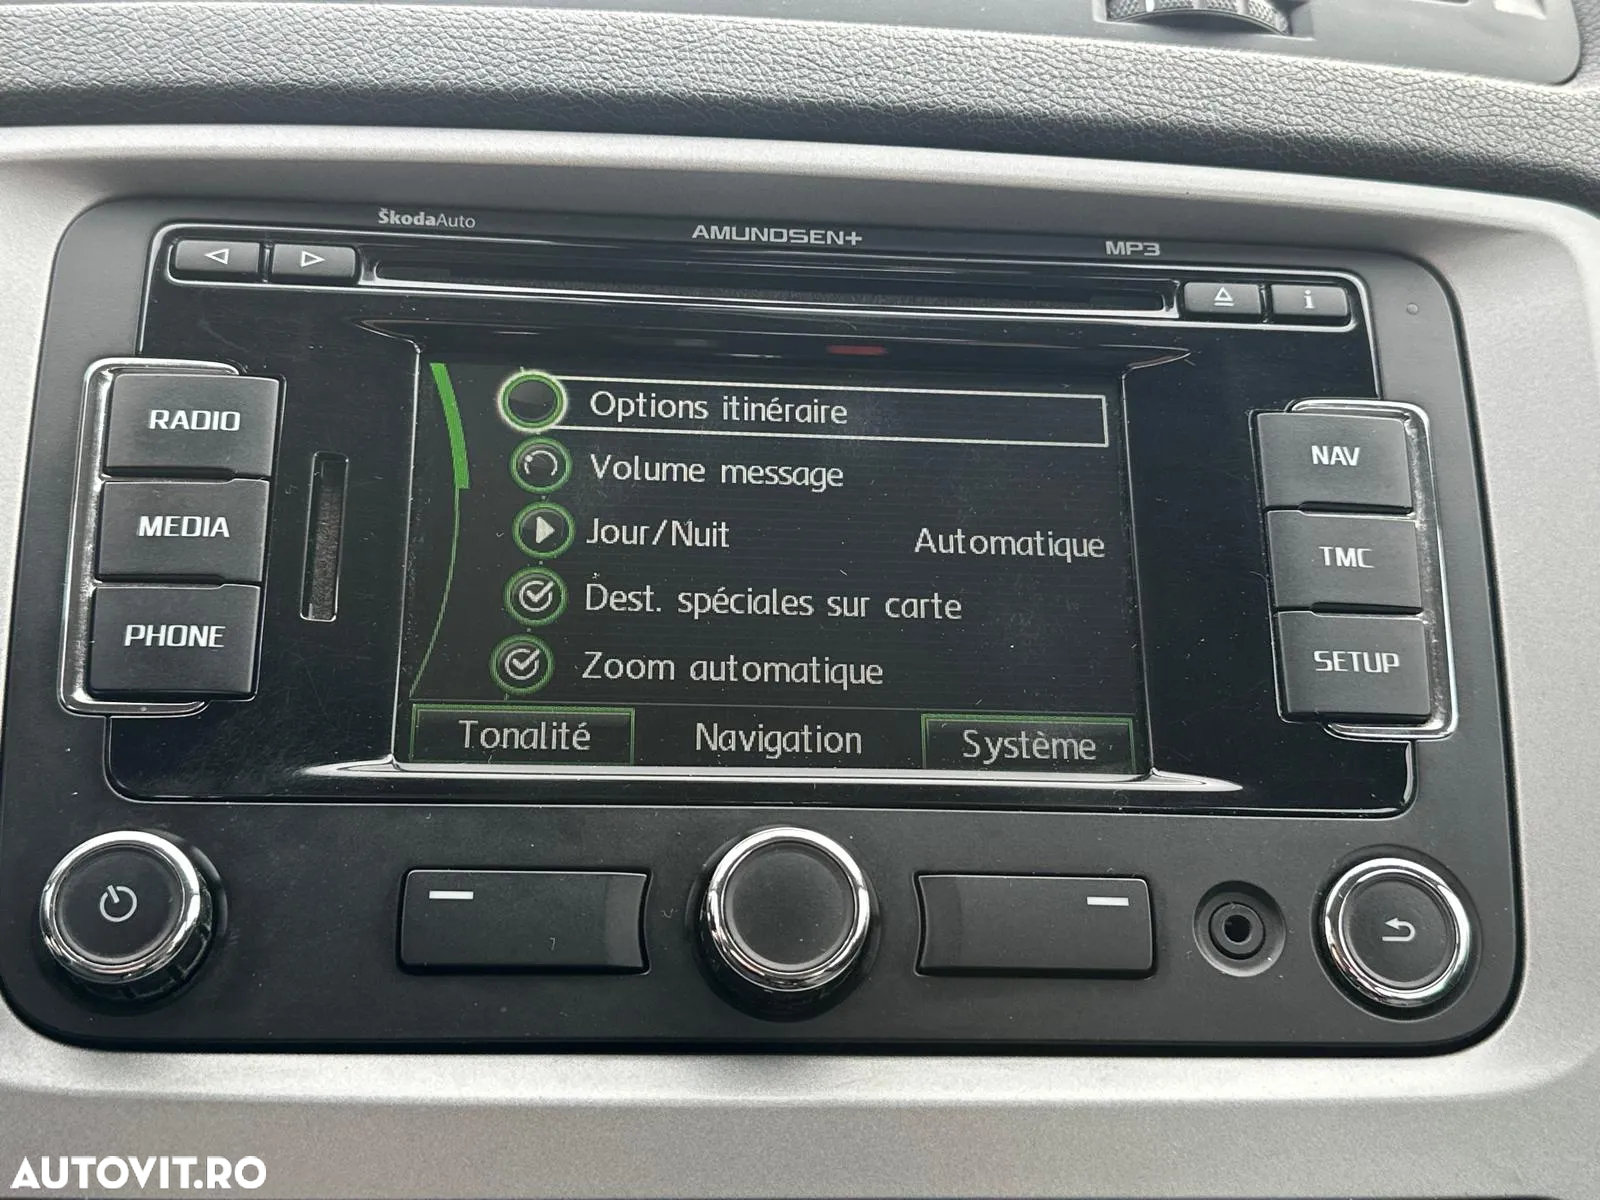 ŠkodaAuto
AMUNDSEN+
MP3
i
RADIO
MEDIA
PHONE
Options itinéraire
Volume message
Jour/Nuit Automatique
Dest. spéciales sur carte
Zoom automatique
Tonalité Navigation Système
NAV
TMC
SETUP
AUTOVIT.RO